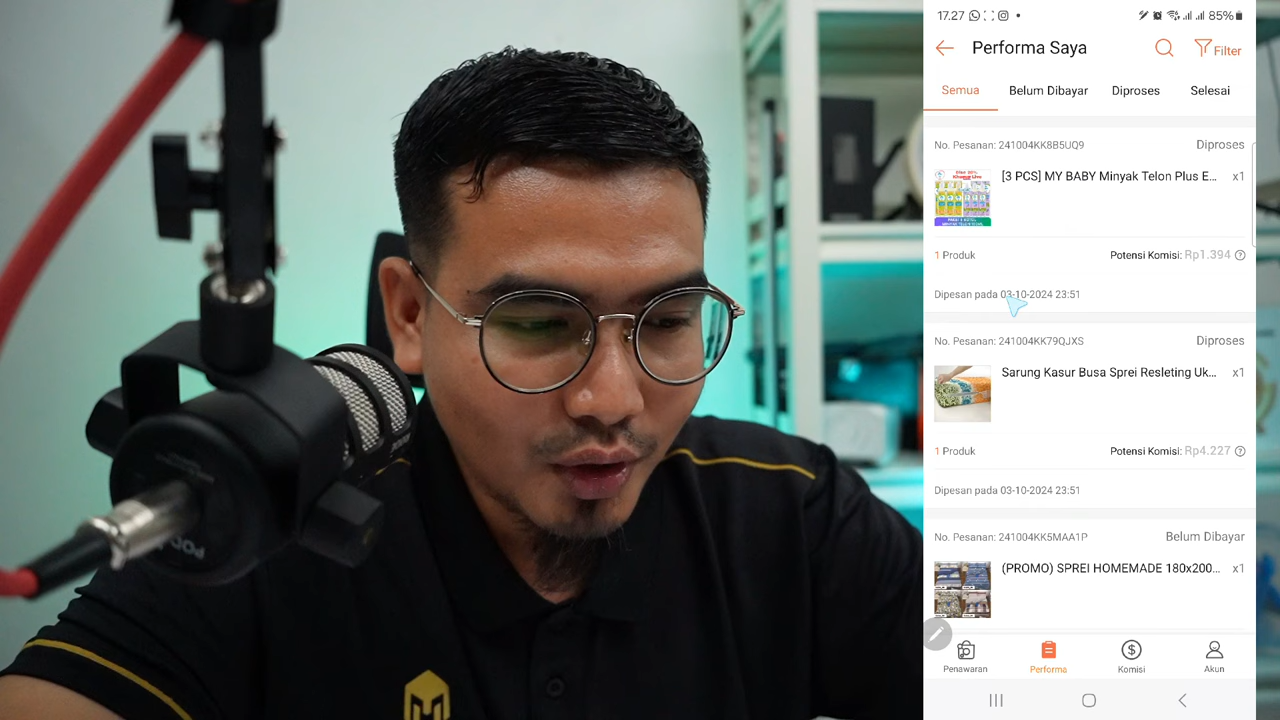 17.27
85%
Performa Saya
Filter
Semua
Belum Dibayar
Diproses
Selesai
No. Pesanan: 241004KK8B5UQ9
Diproses
[3 PCS] MY BABY Minyak Telon Plus E...
x1
1 Produk
Potensi Komisi: Rp1.394
Dipesan pada 03-10-2024 23:51
No. Pesanan: 241004KK79QJXS
Diproses
Sarung Kasur Busa Sprei Resleting Uk...
x1
1 Produk
Potensi Komisi: Rp4.227
Dipesan pada 03-10-2024 23:51
No. Pesanan: 241004KK5MAA1P
Belum Dibayar
(PROMO) SPREI HOMEMADE 180x200...
x1
Penawaran
Performa
Komisi
Akun